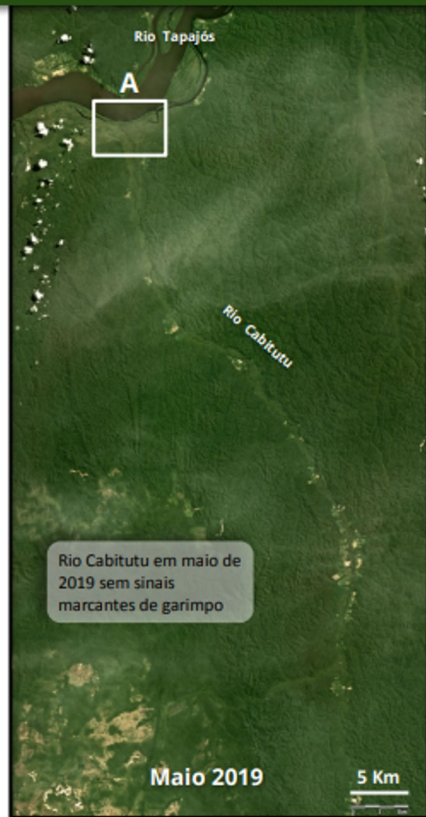 Rio Tapajós
A
Rio Cabitutu
Rio Cabitutu em maio de
2019 sem sinais
marcantes de garimpo
Maio 2019
5 Km